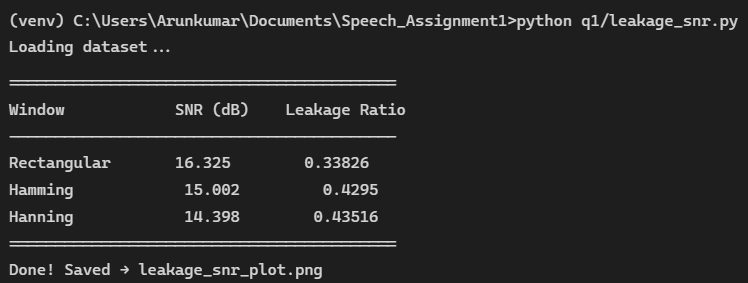 (venv) C:\Users\Arunkumar\Documents\Speech_Assignment1>python q1/leakage_snr.py
Loading dataset...
==========================================
Window            SNR (dB)    Leakage Ratio
------------------------------------------
Rectangular       16.325        0.33826
Hamming            15.002         0.4295
Hanning            14.398        0.43516
==========================================
Done! Saved → leakage_snr_plot.png